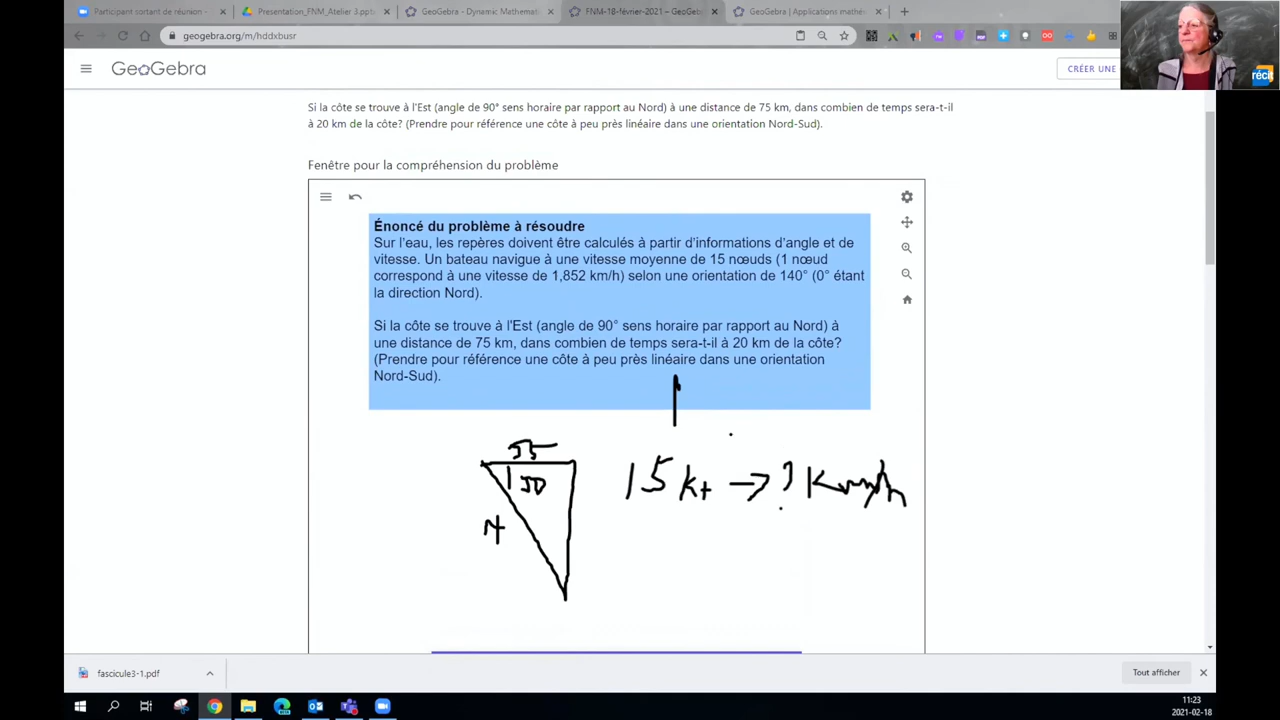 Participant sortant de réunion -
Presentation_FNM_Atelier 3.pptx
GeoGebra - Dynamic Mathemat
FNM-18-février-2021 – GeoGeb
GeoGebra | Applications mathé
geogebra.org/m/hddxbusr
GeoGebra
CRÉER UNE
récit
Si la côte se trouve à l'Est (angle de 90° sens horaire par rapport au Nord) à une distance de 75 km, dans combien de temps sera-t-il
à 20 km de la côte? (Prendre pour référence une côte à peu près linéaire dans une orientation Nord-Sud).
Fenêtre pour la compréhension du problème
Énoncé du problème à résoudre
Sur l'eau, les repères doivent être calculés à partir d'informations d'angle et de
vitesse. Un bateau navigue à une vitesse moyenne de 15 nœuds (1 nœud
correspond à une vitesse de 1,852 km/h) selon une orientation de 140° (0° étant
la direction Nord).
Si la côte se trouve à l'Est (angle de 90° sens horaire par rapport au Nord) à
une distance de 75 km, dans combien de temps sera-t-il à 20 km de la côte?
(Prendre pour référence une côte à peu près linéaire dans une orientation
Nord-Sud).
55
50
15 kt → ? Km/h
fascicule3-1.pdf
Tout afficher
11:23
2021-02-18